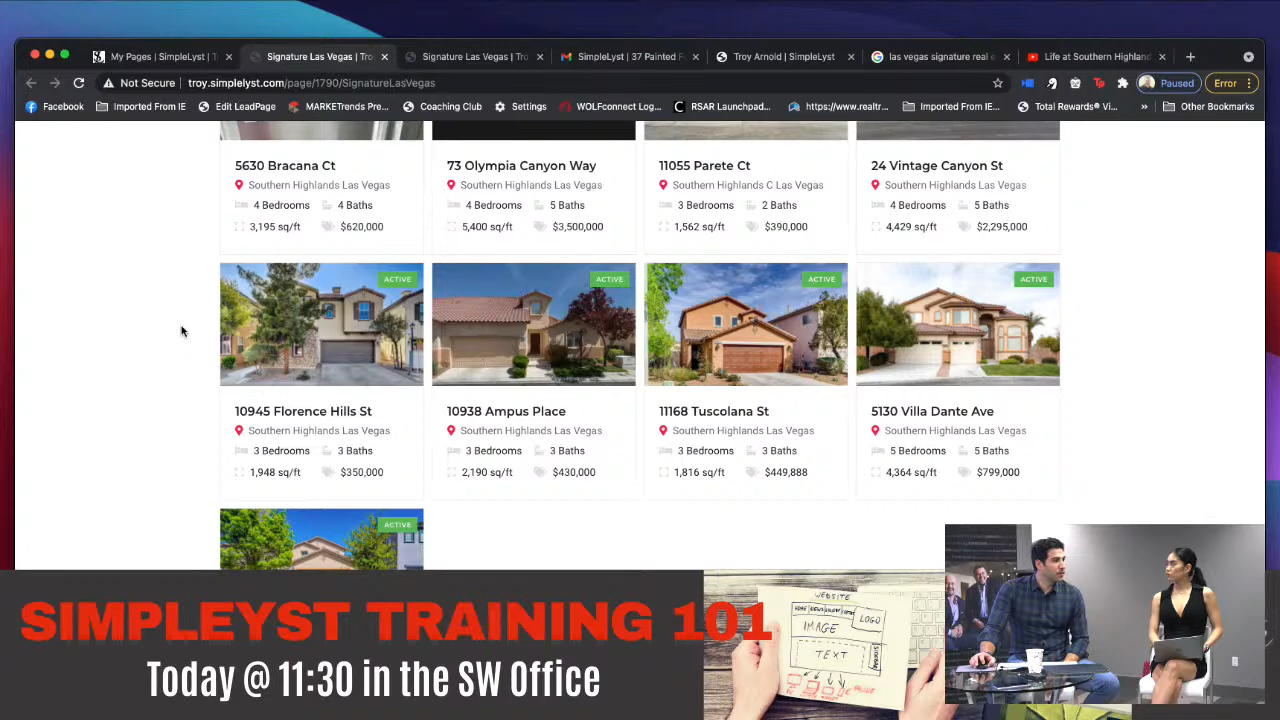 My Pages | SimpleLyst | T
Signature Las Vegas | Tro
Signature Las Vegas | Tro
SimpleLyst | 37 Painted F
Troy Arnold | SimpleLyst
las vegas signature real e
Life at Southern Highland
Not Secure
troy.simplelyst.com/page/1790/SignatureLasVegas
Paused
Error
Facebook
Imported From IE
Edit LeadPage
MARKETrends Pre...
Coaching Club
Settings
WOLFconnect Log...
RSAR Launchpad...
https://www.realtr...
Imported From IE...
Total Rewards® Vi...
Other Bookmarks
5630 Bracana Ct
Southern Highlands Las Vegas
4 Bedrooms 4 Baths
3,195 sq/ft $620,000
73 Olympia Canyon Way
Southern Highlands Las Vegas
4 Bedrooms 5 Baths
5,400 sq/ft $3,500,000
11055 Parete Ct
Southern Highlands C Las Vegas
3 Bedrooms 2 Baths
1,562 sq/ft $390,000
24 Vintage Canyon St
Southern Highlands Las Vegas
4 Bedrooms 5 Baths
4,429 sq/ft $2,295,000
ACTIVE
10945 Florence Hills St
Southern Highlands Las Vegas
3 Bedrooms 3 Baths
1,948 sq/ft $350,000
ACTIVE
10938 Ampus Place
Southern Highlands Las Vegas
3 Bedrooms 3 Baths
2,190 sq/ft $430,000
ACTIVE
11168 Tuscolana St
Southern Highlands Las Vegas
3 Bedrooms 3 Baths
1,816 sq/ft $449,888
ACTIVE
5130 Villa Dante Ave
Southern Highlands Las Vegas
5 Bedrooms 5 Baths
4,364 sq/ft $799,000
ACTIVE
SIMPLEYST TRAINING 101
Today @ 11:30 in the SW Office
WEBSITE
LOGO
IMAGE
TEXT